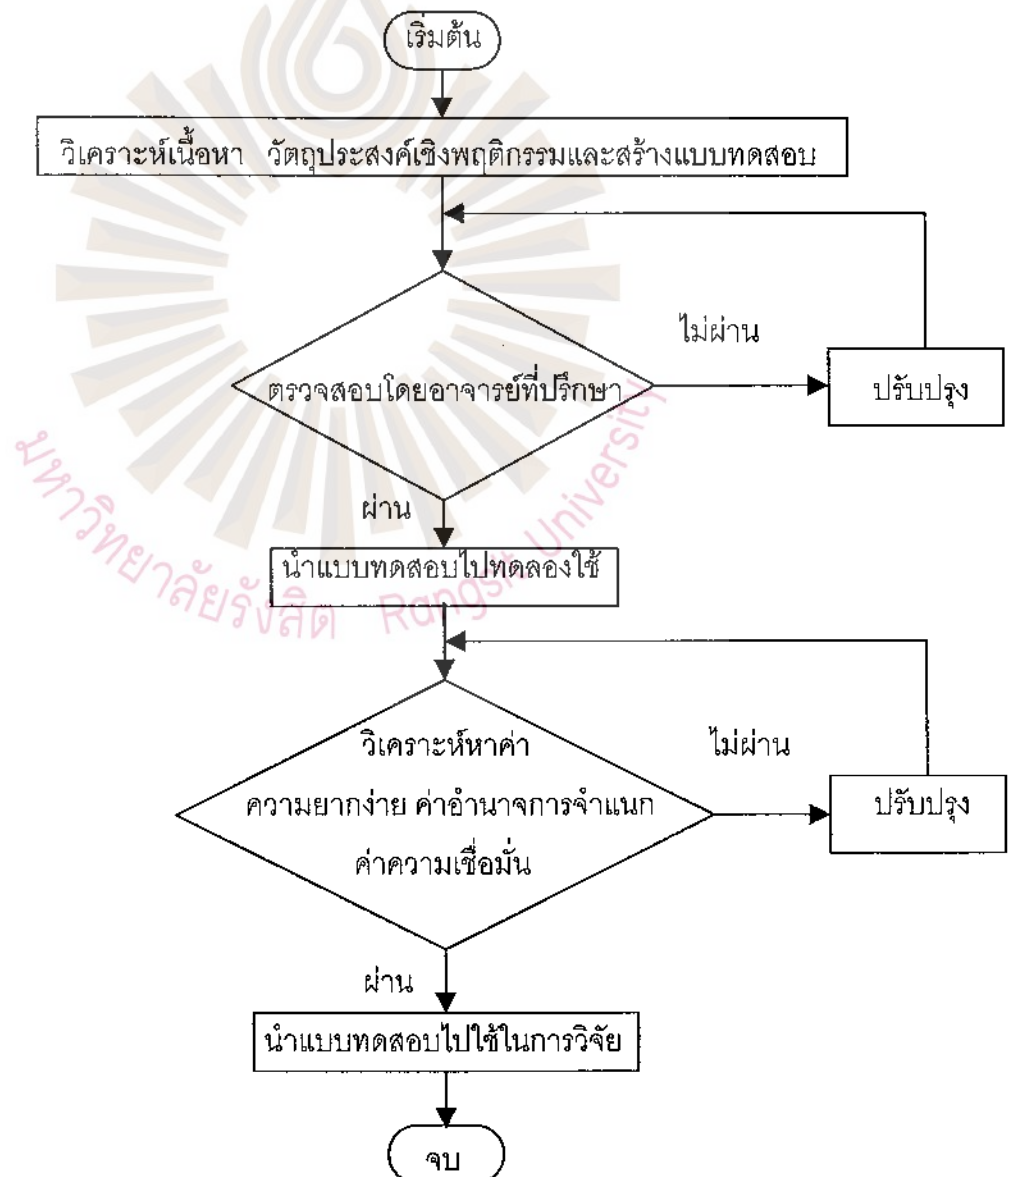 เริ่มต้น
วิเคราะห์เนื้อหา วัตถุประสงค์เชิงพฤติกรรมและสร้างแบบทดสอบ
ไม่ผ่าน
ตรวจสอบโดยอาจารย์ที่ปรึกษา
ปรับปรุง
ผ่าน
นำแบบทดสอบไปทดลองใช้
มหาวิทยาลัยรังสิต Rangsit University
วิเคราะห์หาค่า
ไม่ผ่าน
ความยากง่าย ค่าอำนาจการจำแนก
ปรับปรุง
ค่าความเชื่อมั่น
ผ่าน
นำแบบทดสอบไปใช้ในการวิจัย
จบ